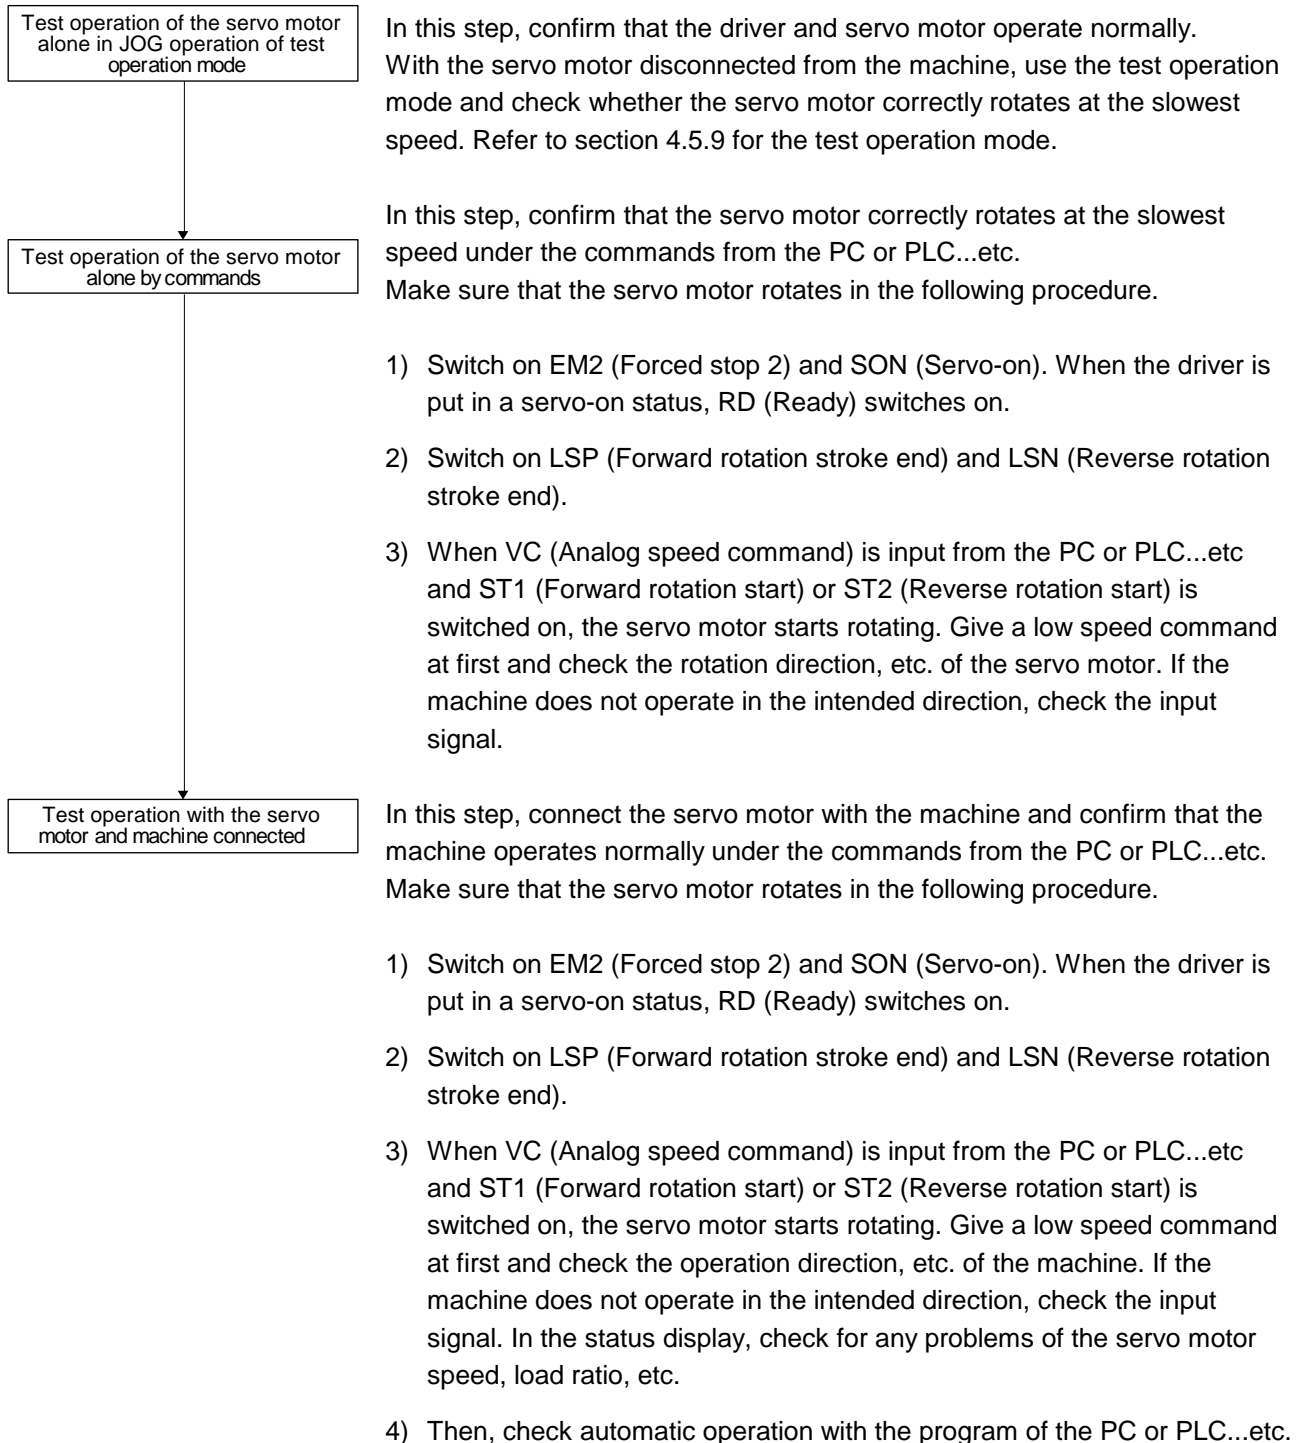 Test operation of the servo motor
alone in JOG operation of test
operation mode
In this step, confirm that the driver and servo motor operate normally.
With the servo motor disconnected from the machine, use the test operation
mode and check whether the servo motor correctly rotates at the slowest
speed. Refer to section 4.5.9 for the test operation mode.
Test operation of the servo motor
alone by commands
In this step, confirm that the servo motor correctly rotates at the slowest
speed under the commands from the PC or PLC...etc.
Make sure that the servo motor rotates in the following procedure.
1) Switch on EM2 (Forced stop 2) and SON (Servo-on). When the driver is
put in a servo-on status, RD (Ready) switches on.
2) Switch on LSP (Forward rotation stroke end) and LSN (Reverse rotation
stroke end).
3) When VC (Analog speed command) is input from the PC or PLC...etc
and ST1 (Forward rotation start) or ST2 (Reverse rotation start) is
switched on, the servo motor starts rotating. Give a low speed command
at first and check the rotation direction, etc. of the servo motor. If the
machine does not operate in the intended direction, check the input
signal.
Test operation with the servo
motor and machine connected
In this step, connect the servo motor with the machine and confirm that the
machine operates normally under the commands from the PC or PLC...etc.
Make sure that the servo motor rotates in the following procedure.
1) Switch on EM2 (Forced stop 2) and SON (Servo-on). When the driver is
put in a servo-on status, RD (Ready) switches on.
2) Switch on LSP (Forward rotation stroke end) and LSN (Reverse rotation
stroke end).
3) When VC (Analog speed command) is input from the PC or PLC...etc
and ST1 (Forward rotation start) or ST2 (Reverse rotation start) is
switched on, the servo motor starts rotating. Give a low speed command
at first and check the operation direction, etc. of the machine. If the
machine does not operate in the intended direction, check the input
signal. In the status display, check for any problems of the servo motor
speed, load ratio, etc.
4) Then, check automatic operation with the program of the PC or PLC...etc.